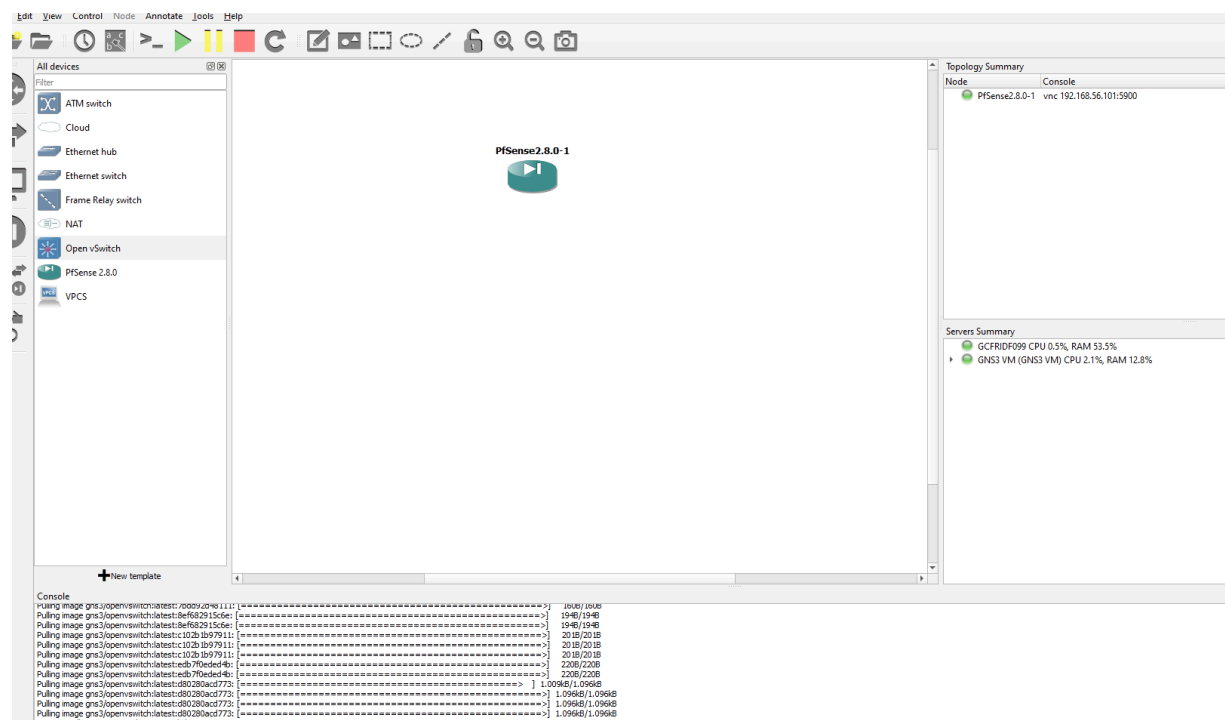 Edit View Control Node Annotate Tools Help
All devices
Filter
ATM switch
Cloud
Ethernet hub
Ethernet switch
Frame Relay switch
NAT
Open vSwitch
PfSense 2.8.0
VPCS
New template
PfSense2.8.0-1
Topology Summary
Node Console
PfSense2.8.0-1 vnc 192.168.56.101:5900
Servers Summary
GCFRIDF099 CPU 0.5%, RAM 53.5%
GNS3 VM (GNS3 VM) CPU 2.1%, RAM 12.8%
Console
Pulling image gns3/openvswitch:latest:7bdd92d48111: [==================================================>] 160B/160B
Pulling image gns3/openvswitch:latest:8ef682915c6e: [==================================================>] 194B/194B
Pulling image gns3/openvswitch:latest:8ef682915c6e: [==================================================>] 194B/194B
Pulling image gns3/openvswitch:latest:c102b1b97911: [==================================================>] 201B/201B
Pulling image gns3/openvswitch:latest:c102b1b97911: [==================================================>] 201B/201B
Pulling image gns3/openvswitch:latest:c102b1b97911: [==================================================>] 201B/201B
Pulling image gns3/openvswitch:latest:edb7f0eded4b: [==================================================>] 220B/220B
Pulling image gns3/openvswitch:latest:edb7f0eded4b: [==================================================>] 220B/220B
Pulling image gns3/openvswitch:latest:d80280acd773: [==============================================> ] 1.009kB/1.096kB
Pulling image gns3/openvswitch:latest:d80280acd773: [==================================================>] 1.096kB/1.096kB
Pulling image gns3/openvswitch:latest:d80280acd773: [==================================================>] 1.096kB/1.096kB
Pulling image gns3/openvswitch:latest:d80280acd773: [==================================================>] 1.096kB/1.096kB